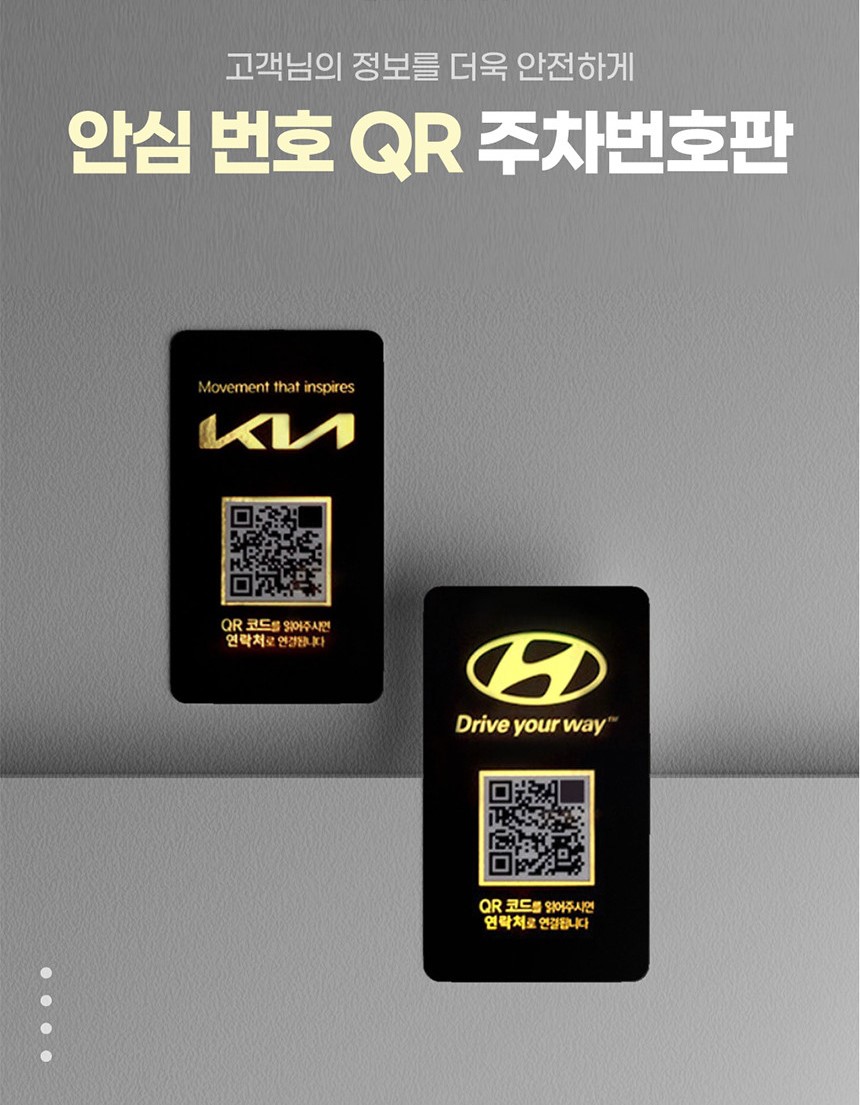 고객님의 정보를 더욱 안전하게
안심 번호 QR 주차번호판
Movement that inspires
KIA
QR 코드를 읽어주시면
연락처로 연결됩니다
Drive your way™
QR 코드를 읽어주시면
연락처로 연결됩니다